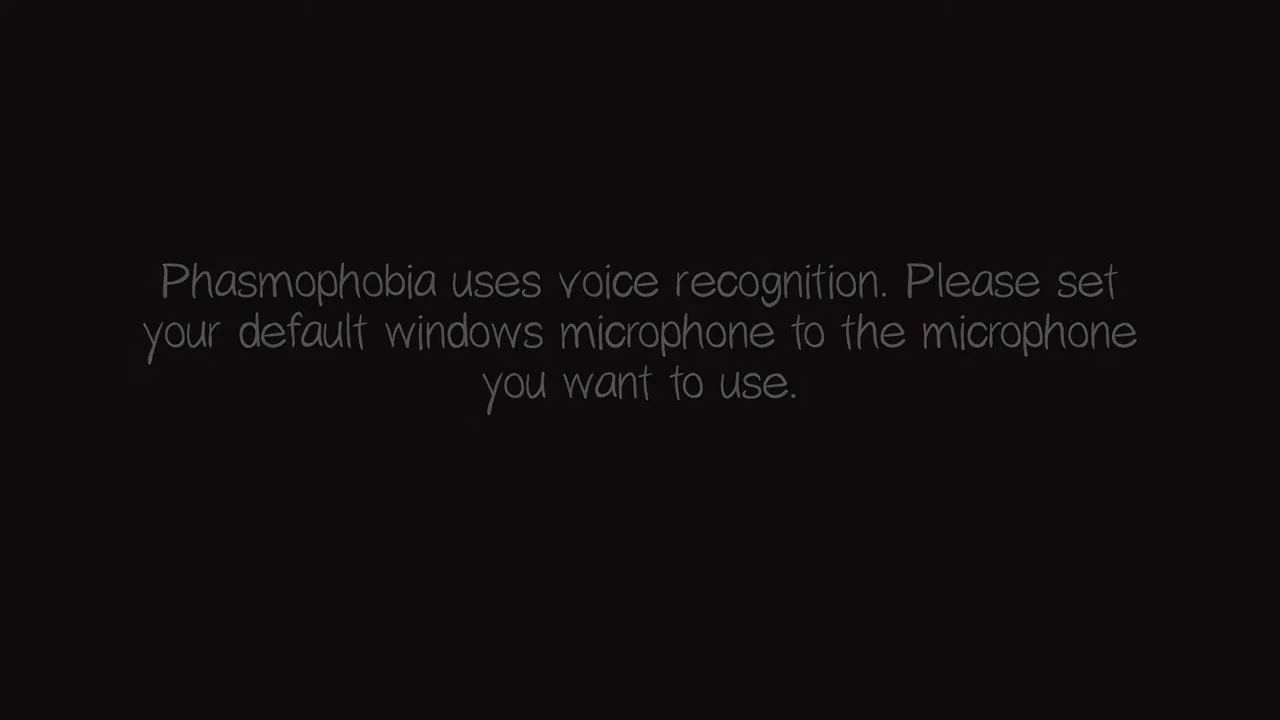 Phasmophobia uses voice recognition. Please set
your default windows microphone to the microphone
you want to use.